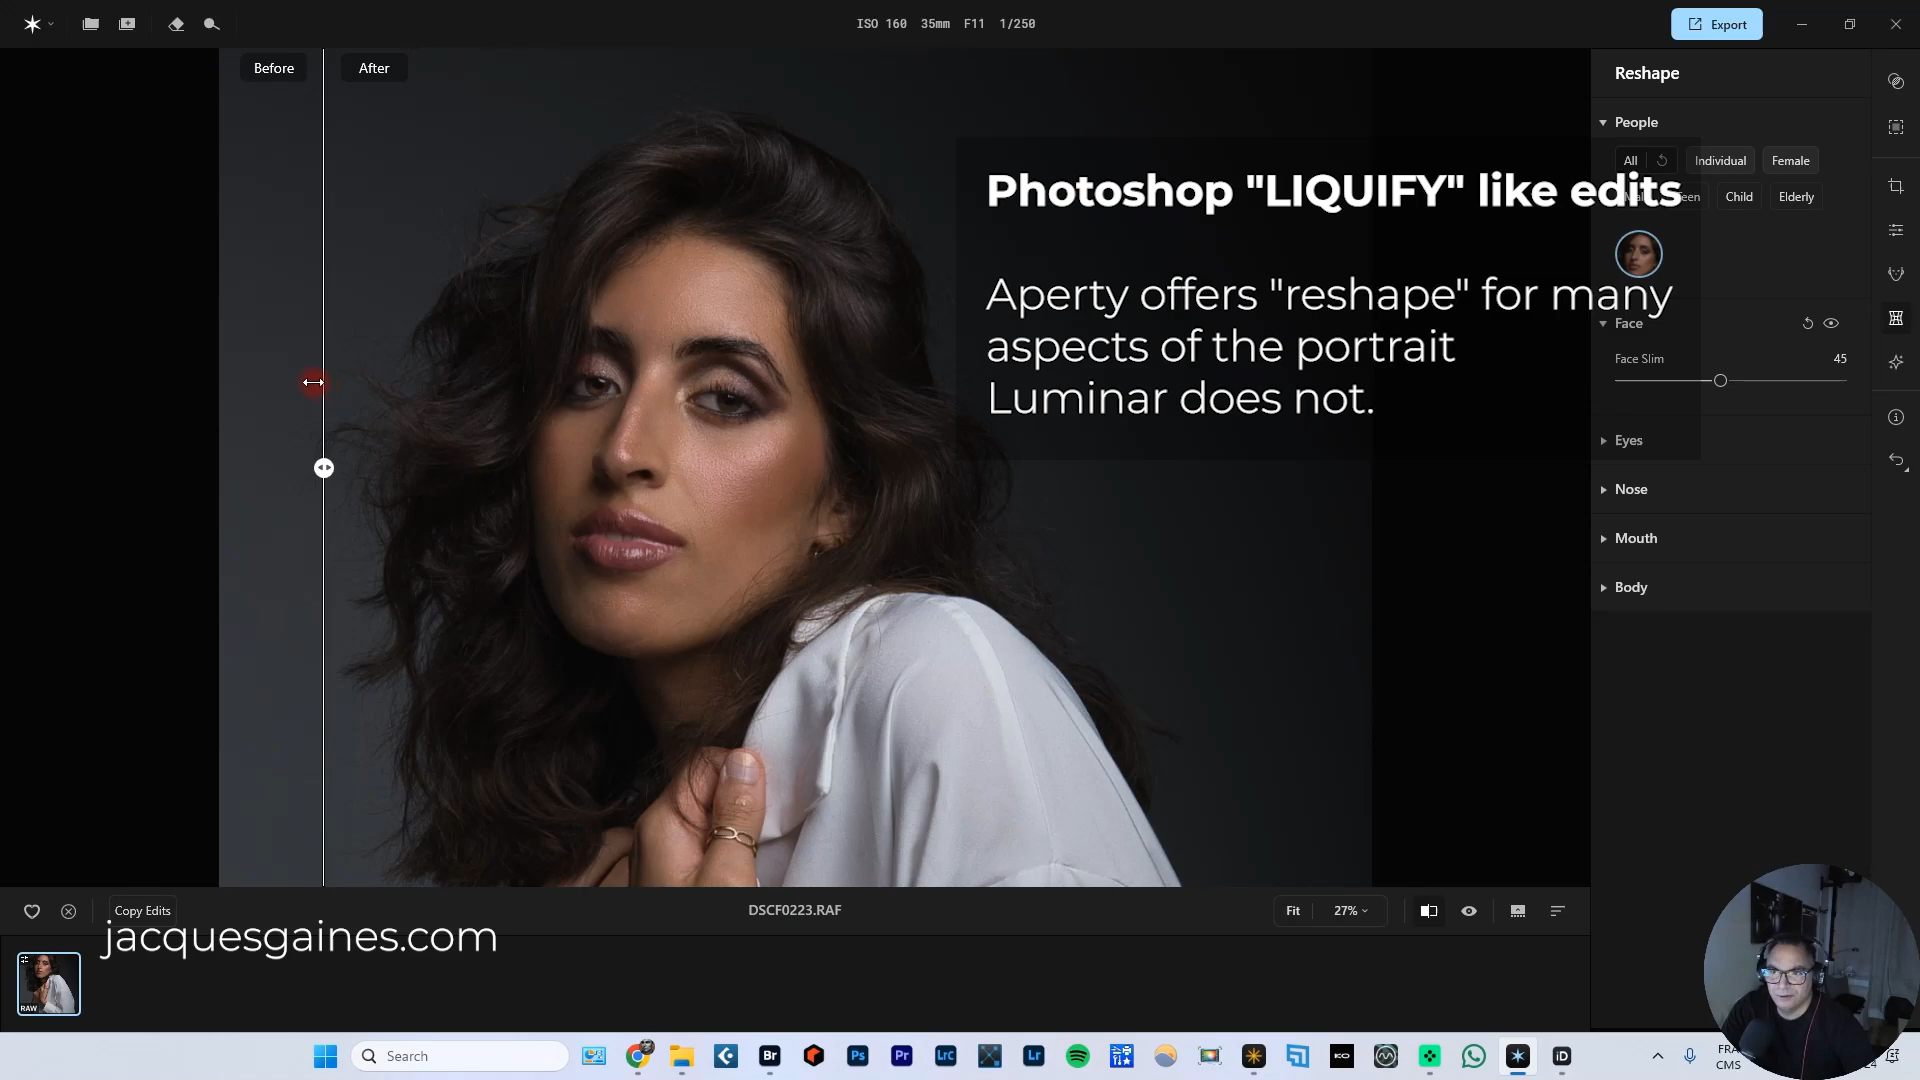 ISO 160 35mm F11 1/250
Export
Before
After
Reshape
People
All
Individual
Female
Child
Elderly
Photoshop "LIQUIFY" like edits
Aperty offers "reshape" for many
aspects of the portrait
Luminar does not.
Face
Face Slim
45
Eyes
Nose
Mouth
Body
Copy Edits
DSCF0223.RAF
Fit
27%
jacquesgaines.com
RAW
Search
Br
Ps
Pr
LrC
Lr
KO
iD
FRA
CMS